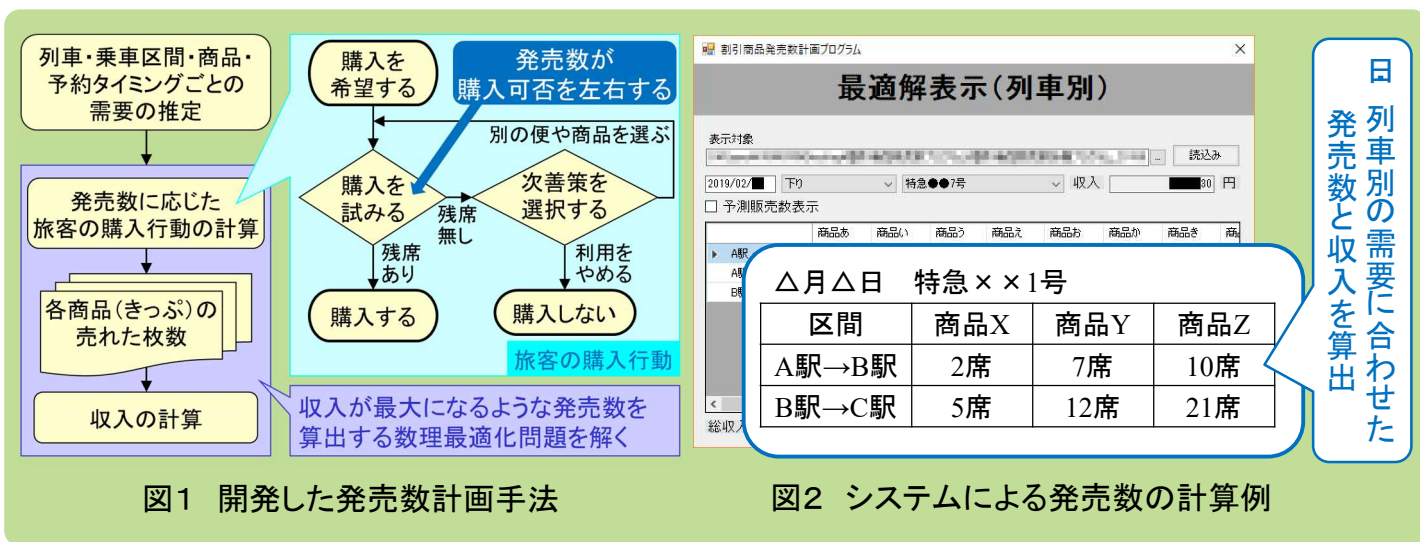 列車・乗車区間・商品・
予約タイミングごとの
需要の推定
発売数に応じた
旅客の購入行動の計算
各商品(きっぷ)の
売れた枚数
収入の計算
購入を
希望する
発売数が
購入可否を左右する
別の便や商品を選ぶ
購入を
試みる
残席
無し
次善策を
選択する
残席
あり
利用を
やめる
購入する
購入しない
旅客の購入行動
収入が最大になるような発売数を
算出する数理最適化問題を解く
図1 開発した発売数計画手法
割引商品発売数計画プログラム
最適解表示(列車別)
表示対象
... 読込み
2019/02/ 下り 特急●●7号 収入 30 円
予測販売数表示
商品あ 商品い 商品う 商品え 商品お 商品か 商品き
A駅
A駅
B駅
総収入
△月△日 特急××1号
区間 商品X 商品Y 商品Z
A駅→B駅 2席 7席 10席
B駅→C駅 5席 12席 21席
日・列車別の需要に合わせた
発売数と収入を算出
図2 システムによる発売数の計算例